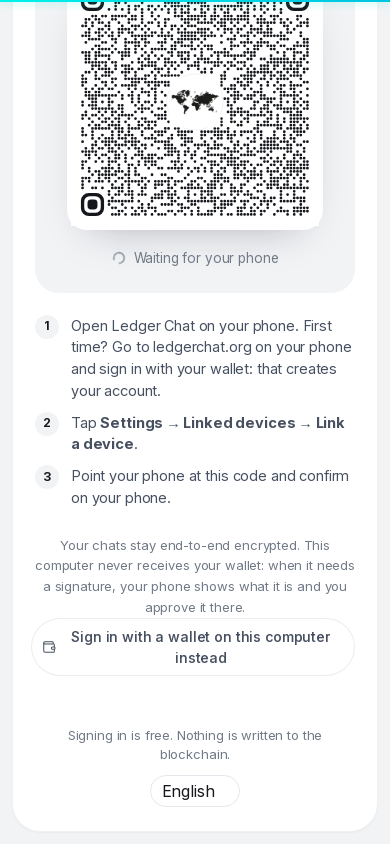 Waiting for your phone
1
Open Ledger Chat on your phone. First
time? Go to ledgerchat.org on your phone
and sign in with your wallet: that creates
your account.
2
Tap Settings → Linked devices → Link
a device.
3
Point your phone at this code and confirm
on your phone.
Your chats stay end-to-end encrypted. This
computer never receives your wallet: when it needs
a signature, your phone shows what it is and you
approve it there.
Sign in with a wallet on this computer
instead
Signing in is free. Nothing is written to the
blockchain.
English